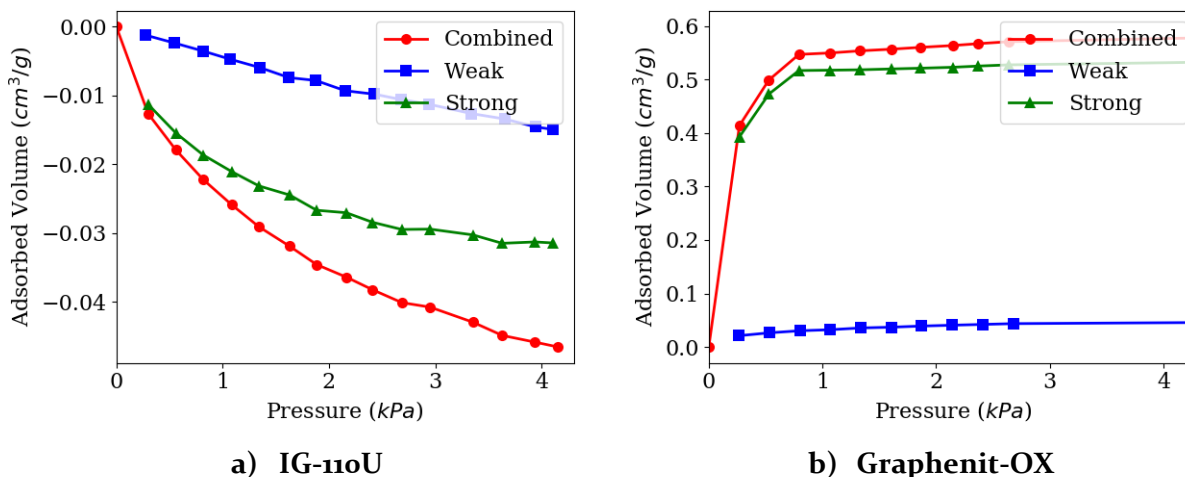 0.00
−0.01
−0.02
−0.03
−0.04
Adsorbed Volume (cm³/g)
Combined
Weak
Strong
0 1 2 3 4
Pressure (kPa)
a) IG-110U
0.6
0.5
0.4
0.3
0.2
0.1
0.0
Adsorbed Volume (cm³/g)
Combined
Weak
Strong
0 1 2 3 4
Pressure (kPa)
b) Graphenit-OX